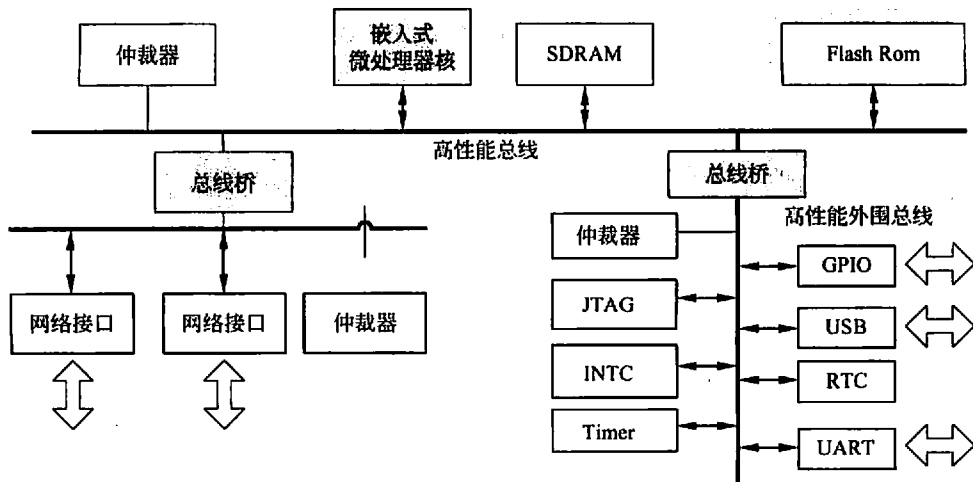 仲裁器
嵌入式
微处理器核
SDRAM
Flash Rom
高性能总线
总线桥
总线桥
高性能外围总线
仲裁器
GPIO
网络接口
网络接口
仲裁器
JTAG
USB
INTC
RTC
Timer
UART